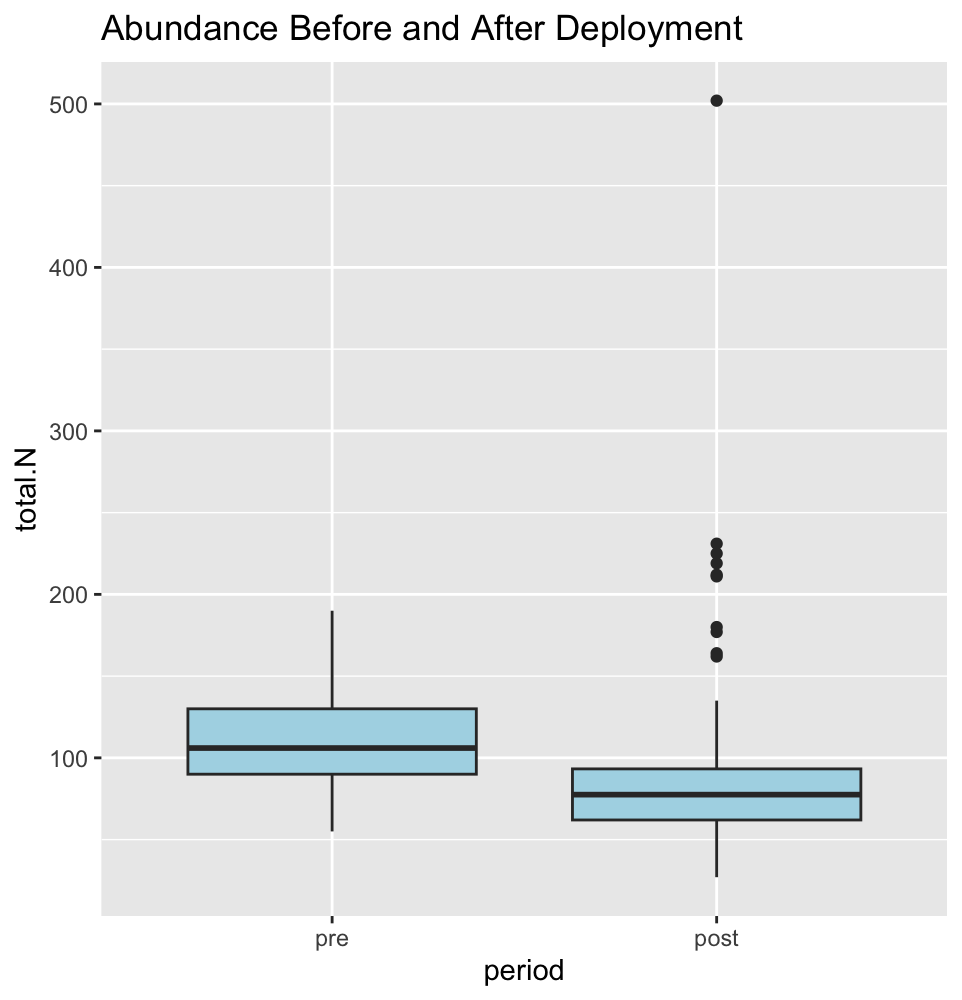 Abundance Before and After Deployment
500
400
300
200
100
total.N
pre
post
period